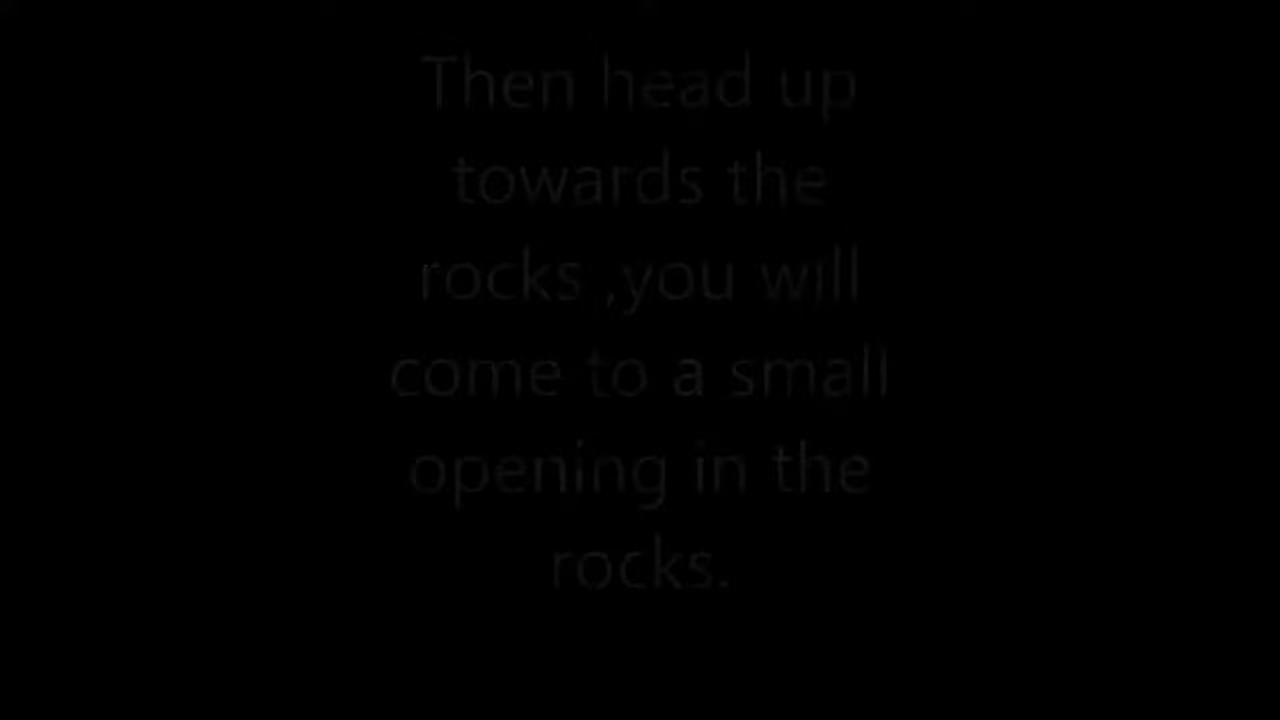 Then head up
towards the
rocks ,you will
come to a small
opening in the
rocks.